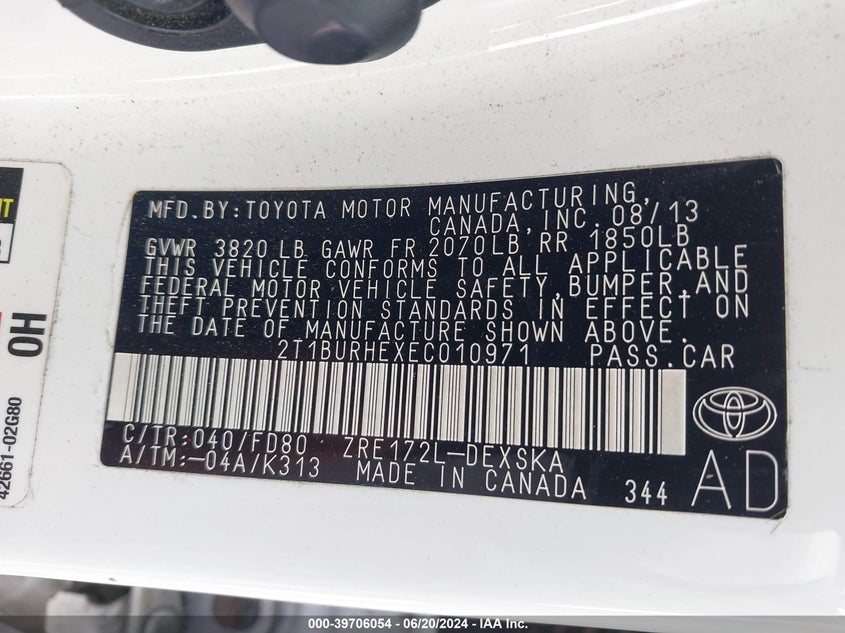 MFD.BY:TOYOTA MOTOR MANUFACTURING,
CANADA,INC. 08/13
GVWR 3820 LB GAWR FR 2070LB RR 1850LB
THIS VEHICLE CONFORMS TO ALL APPLICABLE
FEDERAL MOTOR VEHICLE SAFETY,BUMPER,AND
THEFT PREVENTION STANDARDS IN EFFECT ON
THE DATE OF MANUFACTURE SHOWN ABOVE.
2T1BURHEXEC010971 PASS.CAR
C/TR:040/FD80 ZRE172L-DEXSKA
A/TM:-04A/K313 MADE IN CANADA 344
AD
OH
42661-02G80
000-39706054 / 06/20/2024 - IAA Inc.